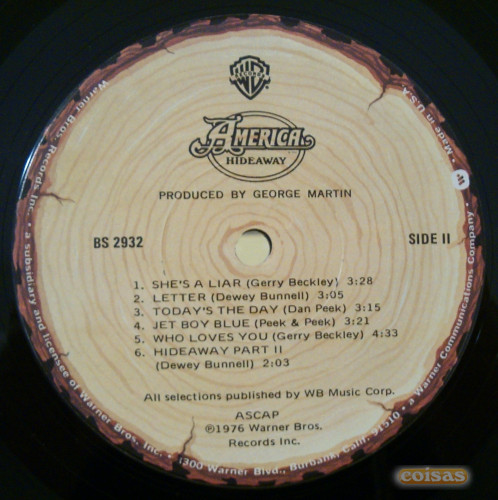 AMERICA
HIDEAWAY
PRODUCED BY GEORGE MARTIN
BS 2932
SIDE II
1. SHE'S A LIAR (Gerry Beckley) 3:28
2. LETTER (Dewey Bunnell) 3:05
3. TODAY'S THE DAY (Dan Peek) 3:15
4. JET BOY BLUE (Peek & Peek) 3:21
5. WHO LOVES YOU (Gerry Beckley) 4:33
6. HIDEAWAY PART II
(Dewey Bunnell) 2:03
All selections published by WB Music Corp.
ASCAP
℗1976 Warner Bros.
Records Inc.
Warner Bros. Records, Inc. • a subsidiary and licensee of Warner Bros., Inc. • 3300 Warner Blvd., Burbank, Calif. 91510 • a Warner Communications Company • Made in U.S.A.
coisas